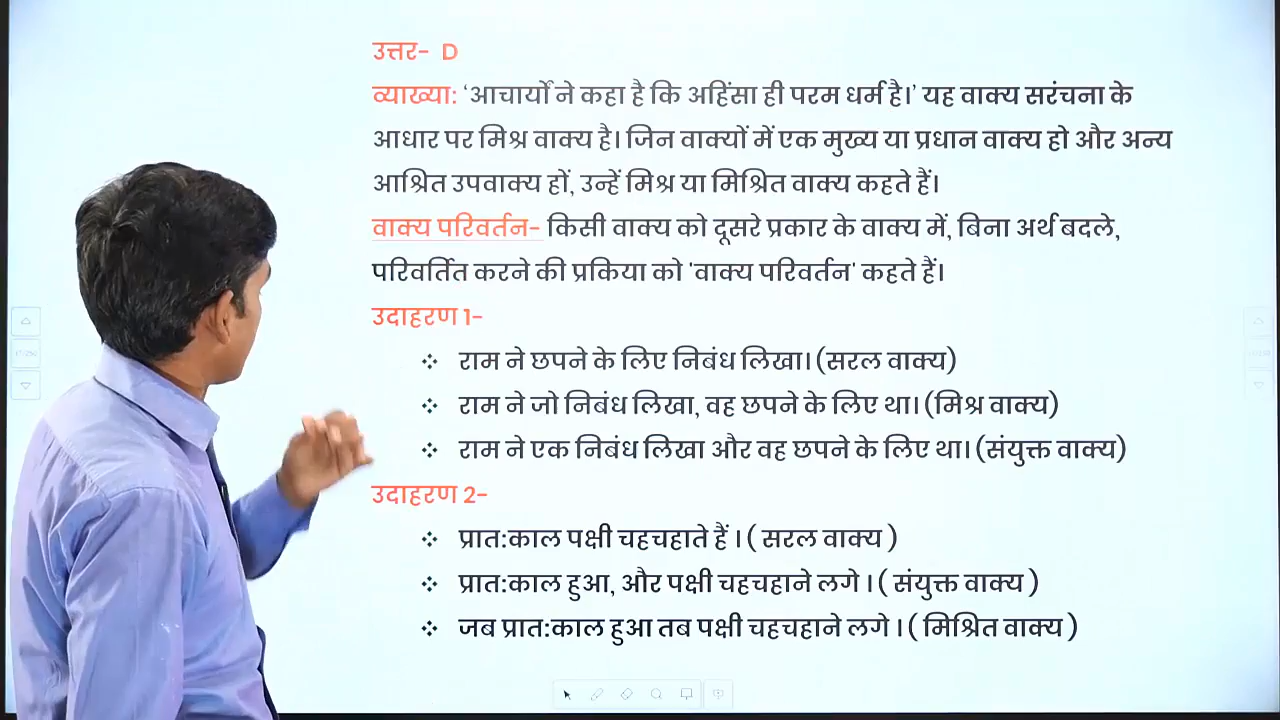 उत्तर- D
व्याख्या: 'आचार्यों ने कहा है कि अहिंसा ही परम धर्म है।' यह वाक्य सरंचना के
आधार पर मिश्र वाक्य है। जिन वाक्यों में एक मुख्य या प्रधान वाक्य हो और अन्य
आश्रित उपवाक्य हों, उन्हें मिश्र या मिश्रित वाक्य कहते हैं।
वाक्य परिवर्तन- किसी वाक्य को दूसरे प्रकार के वाक्य में, बिना अर्थ बदले,
परिवर्तित करने की प्रकिया को 'वाक्य परिवर्तन' कहते हैं।
उदाहरण 1-
❖ राम ने छपने के लिए निबंध लिखा। (सरल वाक्य)
❖ राम ने जो निबंध लिखा, वह छपने के लिए था। (मिश्र वाक्य)
❖ राम ने एक निबंध लिखा और वह छपने के लिए था। (संयुक्त वाक्य)
उदाहरण 2-
❖ प्रात:काल पक्षी चहचहाते हैं । ( सरल वाक्य )
❖ प्रात:काल हुआ, और पक्षी चहचहाने लगे । ( संयुक्त वाक्य )
❖ जब प्रात:काल हुआ तब पक्षी चहचहाने लगे । ( मिश्रित वाक्य )